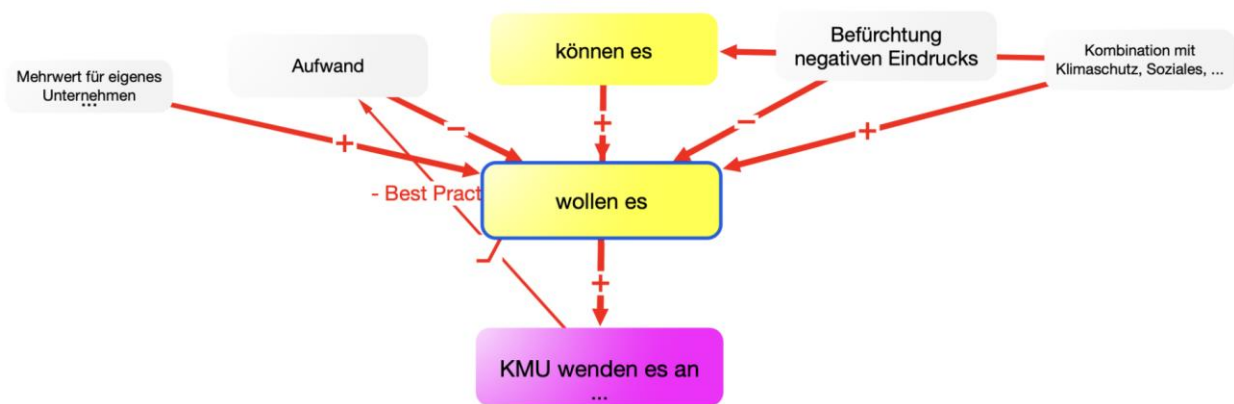 können es
Befürchtung
negativen Eindrucks
Kombination mit
Klimaschutz, Soziales, ...
Aufwand
Mehrwert für eigenes
Unternehmen
...
+
–
+
–
+
- Best Pract
wollen es
–
+
KMU wenden es an
...